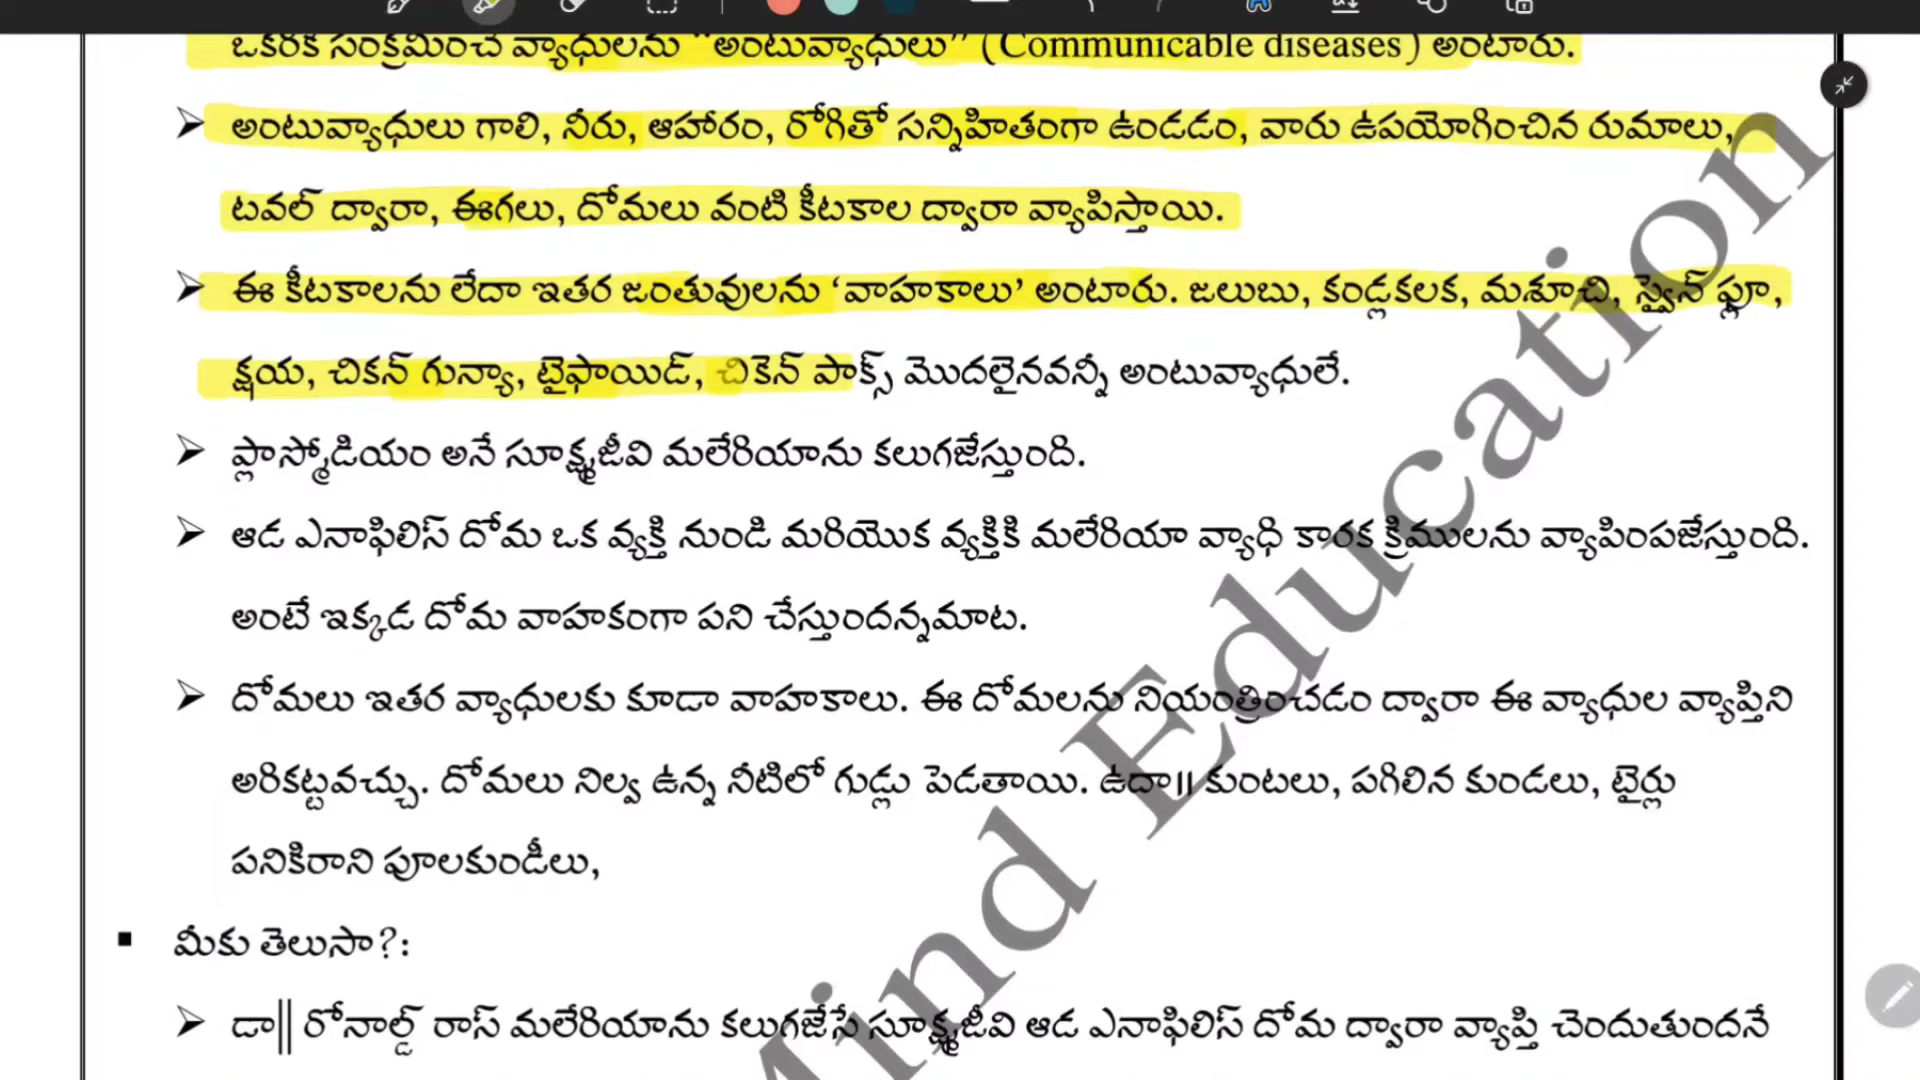 ఒకరికి సంక్రమించే వ్యాధులను "అంటువ్యాధులు" (Communicable diseases) అంటారు.
➢ అంటువ్యాధులు గాలి, నీరు, ఆహారం, రోగితో సన్నిహితంగా ఉండడం, వారు ఉపయోగించిన రుమాలు,
టవల్ ద్వారా, ఈగలు, దోమలు వంటి కీటకాల ద్వారా వ్యాపిస్తాయి.
➢ ఈ కీటకాలను లేదా ఇతర జంతువులను 'వాహకాలు' అంటారు. జలుబు, కండ్లకలక, మశూచి, స్వైన్ ఫ్లూ,
క్షయ, చికన్ గున్యా, టైఫాయిడ్, చికెన్ పాక్స్ మొదలైనవన్నీ అంటువ్యాధులే.
➢ ప్లాస్మోడియం అనే సూక్ష్మజీవి మలేరియాను కలుగజేస్తుంది.
➢ ఆడ ఎనాఫిలిస్ దోమ ఒక వ్యక్తి నుండి మరియొక వ్యక్తికి మలేరియా వ్యాధి కారక క్రిములను వ్యాపింపజేస్తుంది.
అంటే ఇక్కడ దోమ వాహకంగా పని చేస్తుందన్నమాట.
➢ దోమలు ఇతర వ్యాధులకు కూడా వాహకాలు. ఈ దోమలను నియంత్రించడం ద్వారా ఈ వ్యాధుల వ్యాప్తిని
అరికట్టవచ్చు. దోమలు నిల్వ ఉన్న నీటిలో గుడ్లు పెడతాయి. ఉదా॥ కుంటలు, పగిలిన కుండలు, టైర్లు
పనికిరాని పూలకుండీలు,
▪ మీకు తెలుసా?:
➢ డా|| రోనాల్డ్ రాస్ మలేరియాను కలుగజేసే సూక్ష్మజీవి ఆడ ఎనాఫిలిస్ దోమ ద్వారా వ్యాప్తి చెందుతుందనే
Mind Education